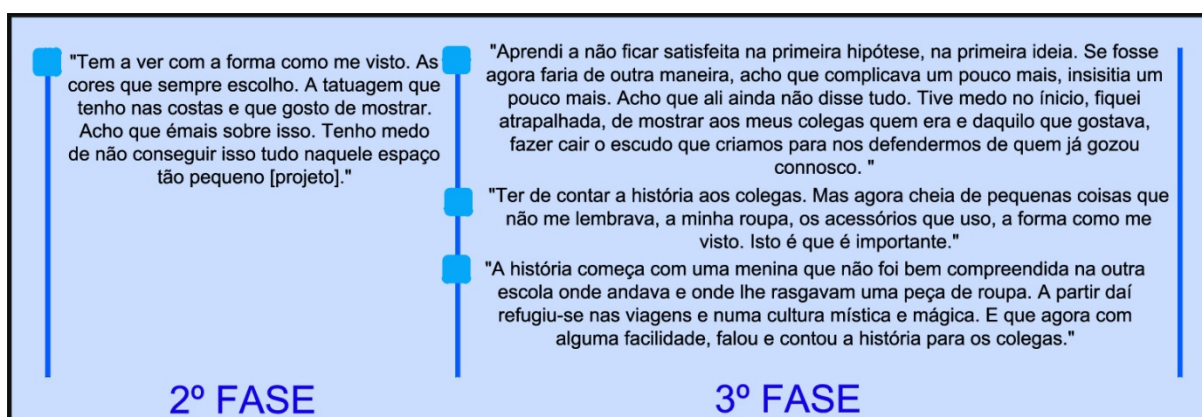 "Tem a ver com a forma como me visto. As
cores que sempre escolho. A tatuagem que
tenho nas costas e que gosto de mostrar.
Acho que émais sobre isso. Tenho medo
de não conseguir isso tudo naquele espaço
tão pequeno [projeto]."
2º FASE
"Aprendi a não ficar satisfeita na primeira hipótese, na primeira ideia. Se fosse
agora faria de outra maneira, acho que complicava um pouco mais, insisitia um
pouco mais. Acho que ali ainda não disse tudo. Tive medo no ínicio, fiquei
atrapalhada, de mostrar aos meus colegas quem era e daquilo que gostava,
fazer cair o escudo que criamos para nos defendermos de quem já gozou
connosco. "
"Ter de contar a história aos colegas. Mas agora cheia de pequenas coisas que
não me lembrava, a minha roupa, os acessórios que uso, a forma como me
visto. Isto é que é importante."
"A história começa com uma menina que não foi bem compreendida na outra
escola onde andava e onde lhe rasgavam uma peça de roupa. A partir daí
refugiu-se nas viagens e numa cultura mística e mágica. E que agora com
alguma facilidade, falou e contou a história para os colegas."
3º FASE